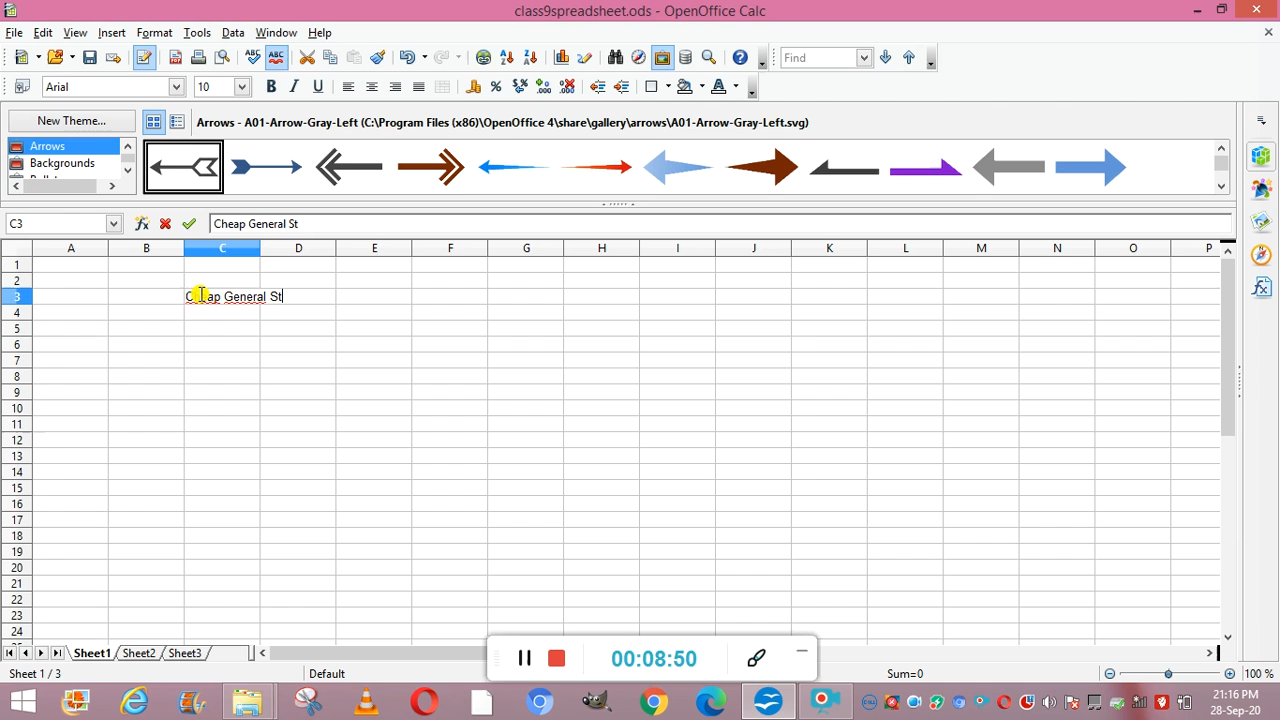 class9spreadsheet.ods - OpenOffice Calc
File Edit View Insert Format Tools Data Window Help
Find
Arial 10
New Theme... Arrows - A01-Arrow-Gray-Left (C:\Program Files (x86)\OpenOffice 4\share\gallery\arrows\A01-Arrow-Gray-Left.svg)
Arrows
Backgrounds
C3 Cheap General St
A B C D E F G H I J K L M N O P
1
2
3 Cheap General St
4
5
6
7
8
9
10
11
12
13
14
15
16
17
18
19
20
21
22
23
24
Sheet1 Sheet2 Sheet3
00:08:50
Sheet 1 / 3 Default Sum=0 100 %
21:16 PM
28-Sep-20